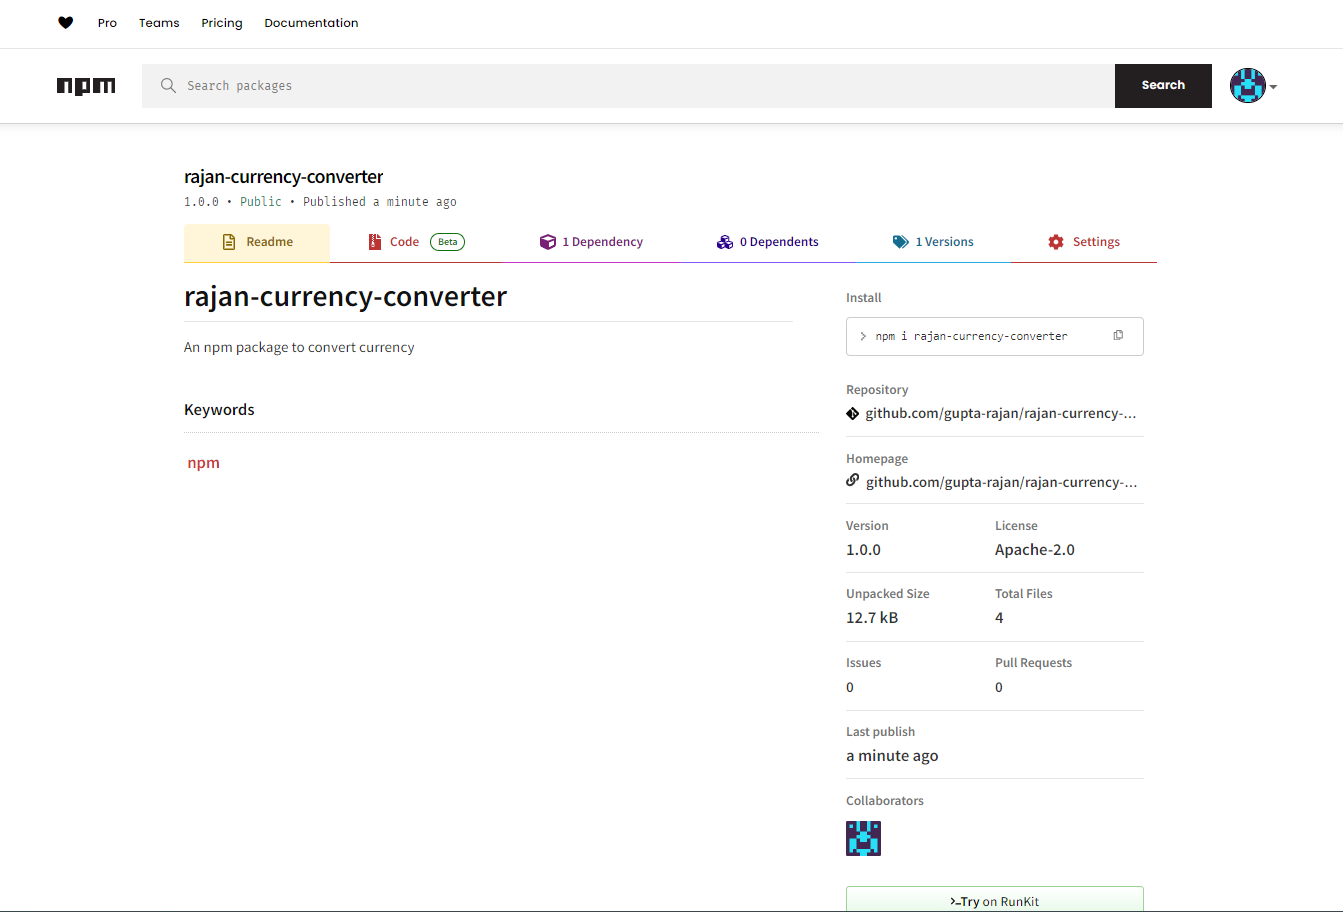 Pro Teams Pricing Documentation
npm Search packages Search
rajan-currency-converter
1.0.0 • Public • Published a minute ago
Readme Code Beta 1 Dependency 0 Dependents 1 Versions Settings
rajan-currency-converter
An npm package to convert currency
Keywords
npm
Install
> npm i rajan-currency-converter
Repository
github.com/gupta-rajan/rajan-currency-...
Homepage
github.com/gupta-rajan/rajan-currency-...
Version License
1.0.0 Apache-2.0
Unpacked Size Total Files
12.7 kB 4
Issues Pull Requests
0 0
Last publish
a minute ago
Collaborators
>_Try on RunKit